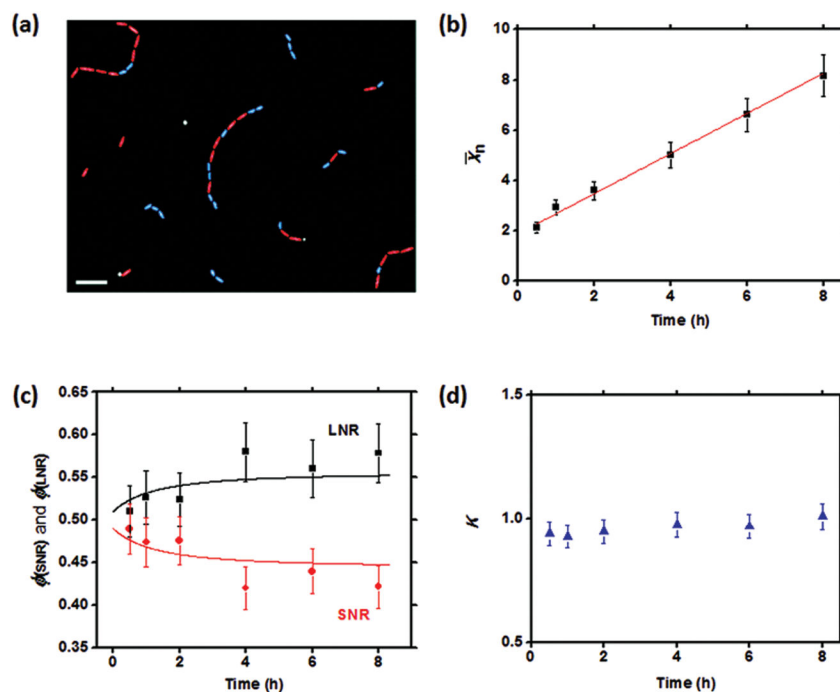 (a)
(b)
10
8
6
4
2
0
X̄n
0 2 4 6 8
Time (h)
(c)
0.65
0.60
0.55
0.50
0.45
0.40
0.35
ϕ(SNR) and ϕ(LNR)
LNR
SNR
0 2 4 6 8
Time (h)
(d)
1.5
1.0
0.5
K
0 2 4 6 8
Time (h)